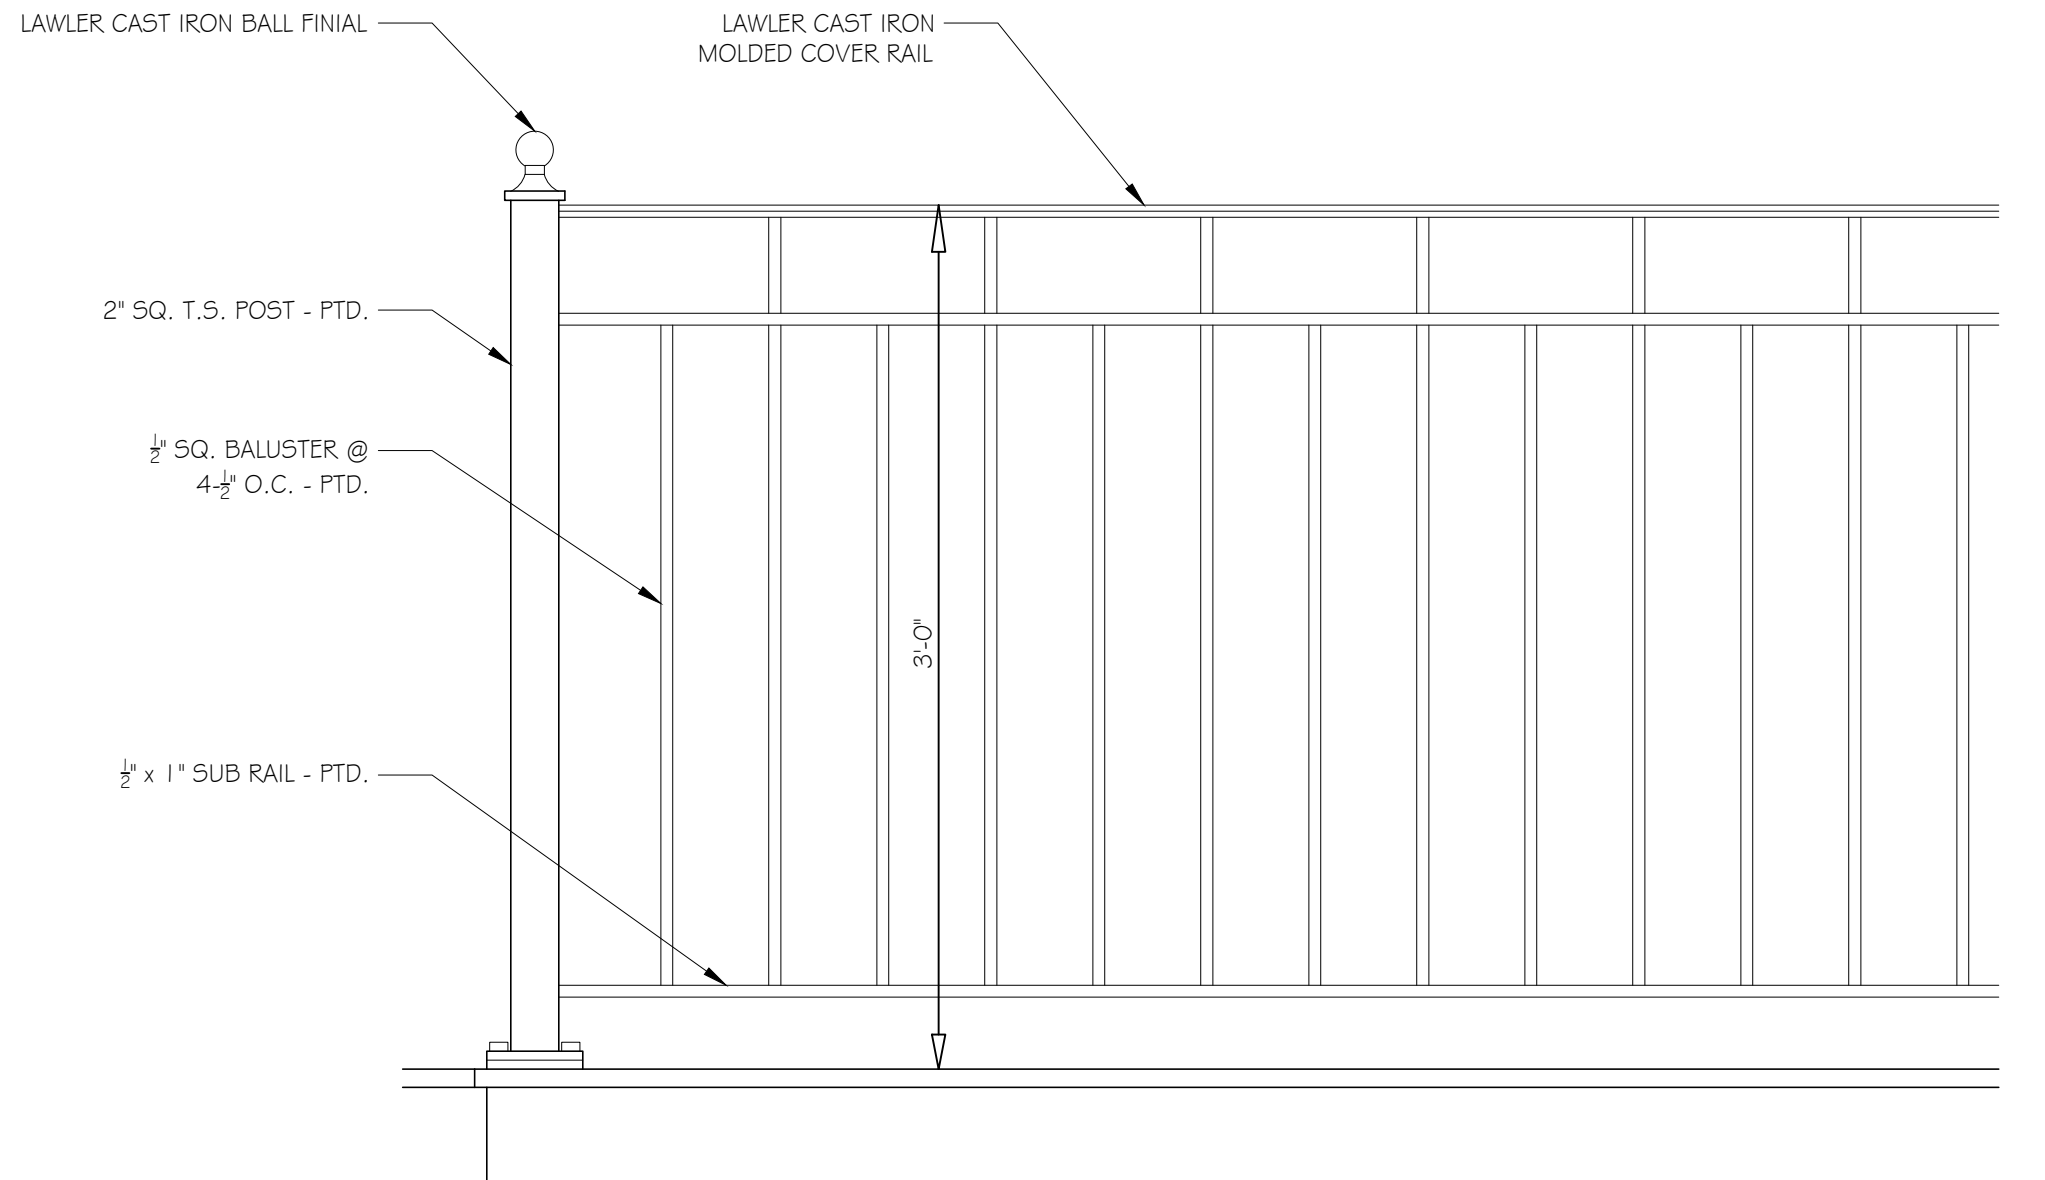 LAWLER CAST IRON BALL FINIAL
LAWLER CAST IRON
MOLDED COVER RAIL
2" SQ. T.S. POST - PTD.
½" SQ. BALUSTER @
4-½" O.C. - PTD.
3'-0"
½" x 1" SUB RAIL - PTD.